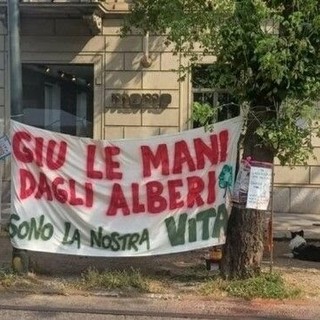 GIU LE MANI
DAGLI ALBERI
SONO LA NOSTRA VITA